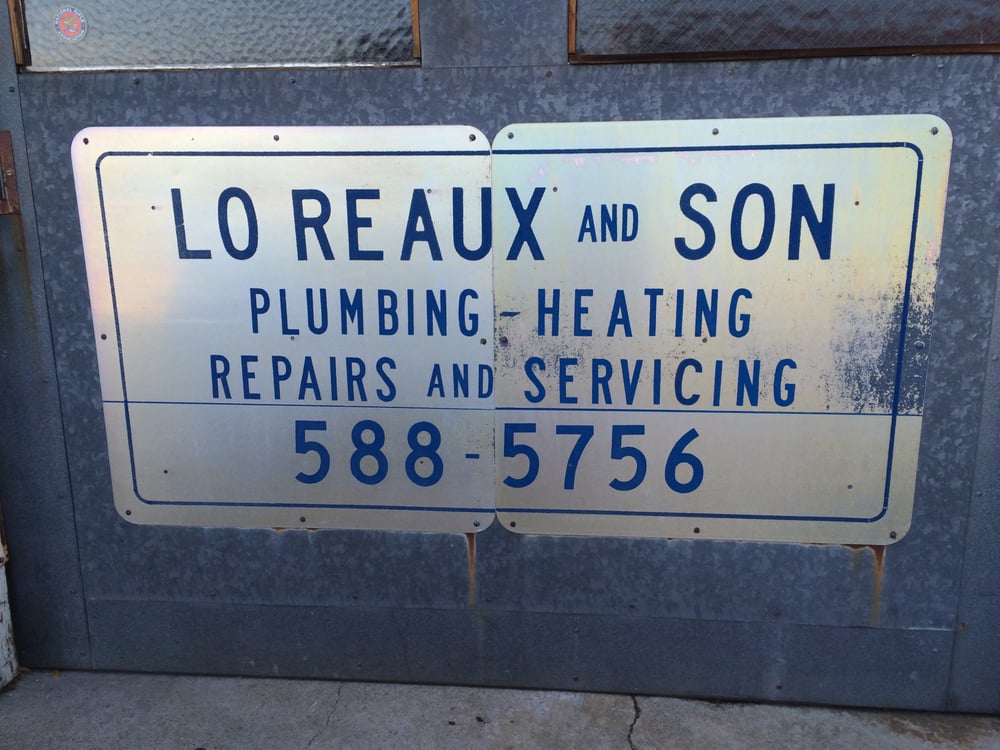 LO REAUX AND SON
PLUMBING - HEATING
REPAIRS AND SERVICING
588-5756